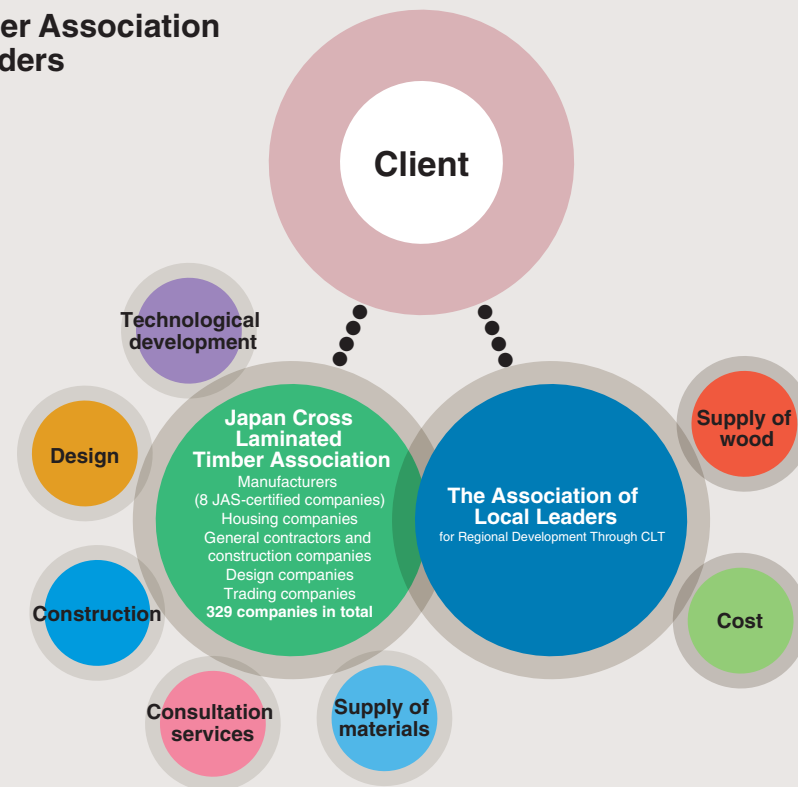 er Association
ders
Client
Technological
development
Design
Construction
Consultation
services
Supply of
materials
Japan Cross
Laminated
Timber Association
Manufacturers
(8 JAS-certified companies)
Housing companies
General contractors and
construction companies
Design companies
Trading companies
329 companies in total
The Association of
Local Leaders
for Regional Development Through CLT
Supply of
wood
Cost